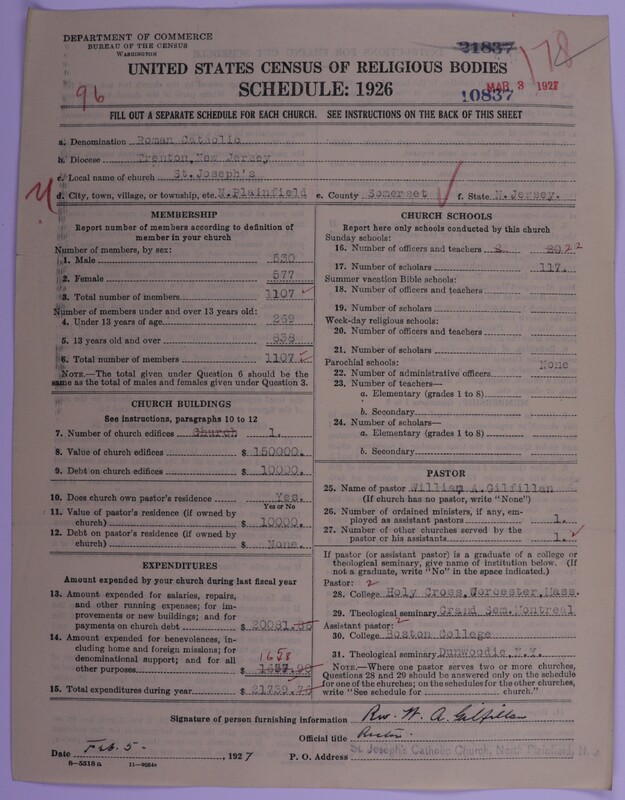 DEPARTMENT OF COMMERCE
BUREAU OF THE CENSUS
WASHINGTON
21837
178
UNITED STATES CENSUS OF RELIGIOUS BODIES
SCHEDULE: 1926
MAR 3 1927
10837
96
FILL OUT A SEPARATE SCHEDULE FOR EACH CHURCH. SEE INSTRUCTIONS ON THE BACK OF THIS SHEET
a. Denomination Roman Catholic
b. Diocese Trenton, New Jersey
c. Local name of church St. Joseph's
d. City, town, village, or township, etc. N. Plainfield e. County Somerset f. State N. Jersey.
MEMBERSHIP
Report number of members according to definition of member in your church
Number of members, by sex:
1. Male 530
2. Female 577
3. Total number of members 1107
Number of members under and over 13 years old:
4. Under 13 years of age 269
5. 13 years old and over 838
6. Total number of members 1107
NOTE.—The total given under Question 6 should be the
same as the total of males and females given under Question 3.
CHURCH BUILDINGS
See instructions, paragraphs 10 to 12
7. Number of church edifices Church 1.
8. Value of church edifices $ 150000.
9. Debt on church edifices $ 10000.
10. Does church own pastor's residence Yes.
Yes or No
11. Value of pastor's residence (if owned by
church) $ 10000.
12. Debt on pastor's residence (if owned by
church) $ None.
EXPENDITURES
Amount expended by your church during last fiscal year
13. Amount expended for salaries, repairs,
and other running expenses; for im-
provements or new buildings; and for
payments on church debt $ 20081.
14. Amount expended for benevolences, in-
cluding home and foreign missions; for
denominational support; and for all
other purposes 1658
15. Total expenditures during year $ 21739.
CHURCH SCHOOLS
Report here only schools conducted by this church
Sunday schools:
16. Number of officers and teachers 22
17. Number of scholars 117.
Summer vacation Bible schools:
18. Number of officers and teachers
19. Number of scholars
Week-day religious schools:
20. Number of officers and teachers
21. Number of scholars
Parochial schools: None
22. Number of administrative officers
23. Number of teachers—
a. Elementary (grades 1 to 8)
b. Secondary
24. Number of scholars—
a. Elementary (grades 1 to 8)
b. Secondary
PASTOR
25. Name of pastor William A. Gilfillan
(If church has no pastor, write "None")
26. Number of ordained ministers, if any, em-
ployed as assistant pastors 1.
27. Number of other churches served by the
pastor or his assistants 1.
If pastor (or assistant pastor) is a graduate of a college or
theological seminary, give name of institution below. (If
not a graduate, write "No" in the space indicated.)
Pastor: 2
28. College Holy Cross, Worcester, Mass.
29. Theological seminary Grand Sem. Montreal
Assistant pastor: 2
30. College Boston College
31. Theological seminary Dunwoodie, N.Y.
NOTE.—Where one pastor serves two or more churches,
Questions 28 and 29 should be answered only on the schedule
for one of the churches; on the schedules for the other churches,
write "See schedule for church."
Signature of person furnishing information Rev. W. A. Gilfillan
Official title Rector
Date Feb. 5 - , 1927 P. O. Address St. Joseph's Catholic Church, North Plainfield, N. J.
8-5318 a